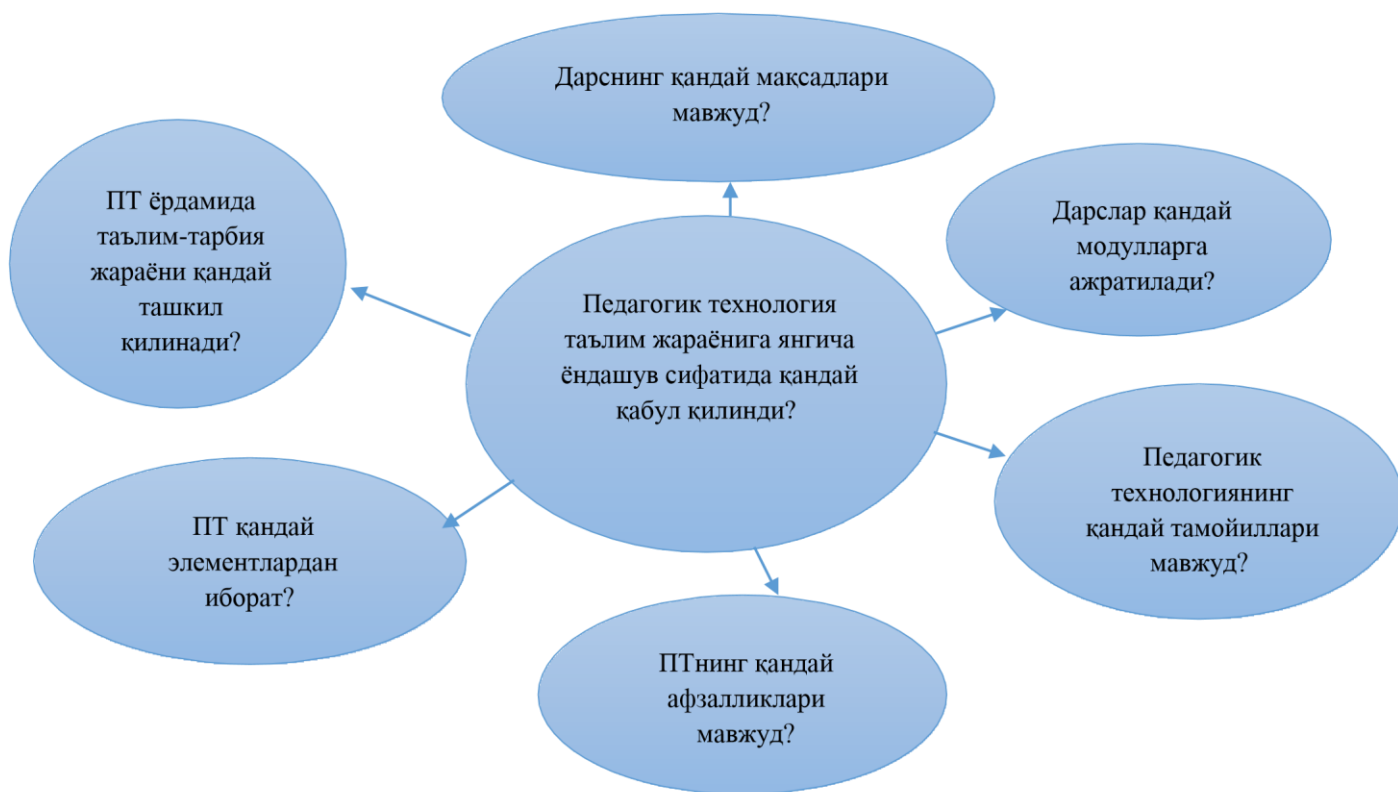 Дарснинг қандай мақсадлари
мавжуд?
ПТ ёрдамида
таълим-тарбия
жараёни қандай
ташкил
қилинади?
Дарслар қандай
модулларга
ажратилади?
Педагогик технология
таълим жараёнига янгича
ёндашув сифатида қандай
қабул қилинди?
Педагогик
технологиянинг
қандай тамойиллари
мавжуд?
ПТ қандай
элементлардан
иборат?
ПТнинг қандай
афзалликлари
мавжуд?